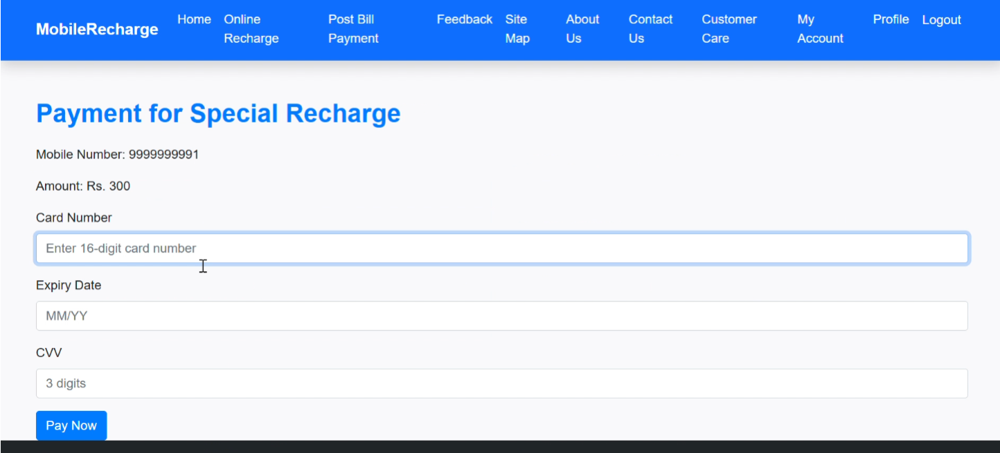 MobileRecharge
Home
Online
Recharge
Post Bill
Payment
Feedback
Site
Map
About
Us
Contact
Us
Customer
Care
My
Account
Profile
Logout
Payment for Special Recharge
Mobile Number: 9999999991
Amount: Rs. 300
Card Number
Enter 16-digit card number
Expiry Date
MM/YY
CVV
3 digits
Pay Now